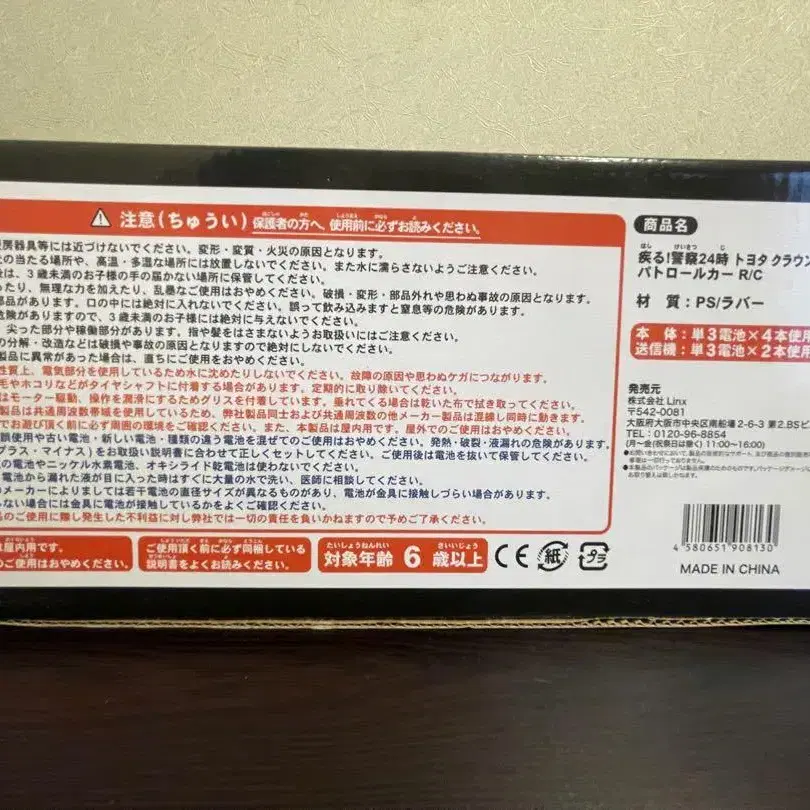 注意(ちゅうい) 保護者の方へ、使用前に必ずお読みください。
房器具等には近づけないでください。変形・変質・火災の原因となります。
の当たる場所や、高温・多湿な場所には放置しないでください。また水に濡らさないようご注意ください。
は、3歳未満のお子様の手の届かない場所に保管してください。
ったり、無理な力を加えたり、乱暴なご使用はおやめください。破損・変形・部品外れや思わぬ事故の原因となります。
部品があります。口の中には絶対に入れないでください。誤って飲み込みますと窒息等の危険があります。
危険がありますので、3歳未満のお子様には絶対に与えないでください。
尖った部分や稼働部分があります。指や髪をはさまないようお取扱いにはご注意ください。
の分解・改造などは破損や事故の原因となりますので絶対にしないでください。
製品に異常があった場合は、直ちにご使用をおやめください。
性質上、電気部分を使用しているため水に沈めたりしないでください。故障の原因や思わぬケガにつながります。
毛やホコリなどがタイヤシャフトに付着する場合があります。定期的に取り除いてください。
はモーター駆動、操作を円滑にするためグリスを付着しています。垂れてくる場合は乾いた布で拭き取ってください。
製品は共通周波数帯域を使用しているため、弊社製品同士および共通周波数の他メーカー製品は混線し同時に動きます。
でお遊び頂く前に必ず周囲の環境をご確認ください。また、本製品は屋内用です。屋外でのご使用はおやめください。
誤使用や古い電池・新しい電池・種類の違う電池を混ぜてのご使用はおやめください。発熱・破裂・液漏れの危険があります。
プラス・マイナス)をお取扱い説明書に合わせて正しくセットしてください。ご使用後は電池を抜いて保管してください。
の電池やニッケル水素電池、オキシライド乾電池は使わないでください。
電池から漏れた液が目に入った時はすぐに大量の水で洗い、医師に相談してください。
メーカーによりましては若干電池の直径サイズが異なるものがあり、電池が金具に接触しづらい場合があります。
ない場合には金具に接触しているかをよくご確認ください。
品のご使用に際し発生した不利益に対し弊社では一切の責任を負いかねますので予めご了承ください。
は屋内用です。
のご使用はおやめください。
ご使用頂く前に必ず同梱している
説明書をよくお読みください。
対象年齢 6 歳以上
CE
紙
プラ
商品名
疾る!警察24時 トヨタ クラウン
パトロールカー R/C
材 質:PS/ラバー
本 体:単3電池×4本使用
送信機:単3電池×2本使用
発売元
株式会社 Linx
〒542-0081
大阪府大阪市中央区南船場 2-6-3 第2.BSビ
TEL:0120-96-8854
(月~金(祝祭日は除く) 11:00~16:00)
4 580651 908130
MADE IN CHINA